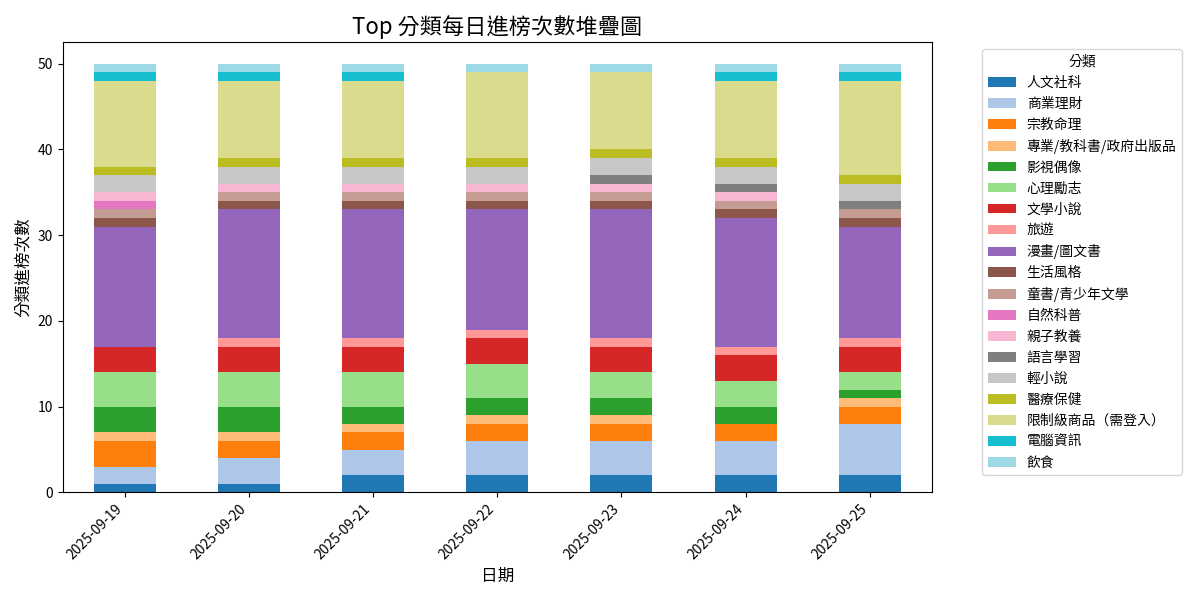 Top 分類每日進榜次數堆疊圖
分類進榜次數
50
40
30
20
10
0
2025-09-19
2025-09-20
2025-09-21
2025-09-22
2025-09-23
2025-09-24
2025-09-25
日期
分類
人文社科
商業理財
宗教命理
專業/教科書/政府出版品
影視偶像
心理勵志
文學小說
旅遊
漫畫/圖文書
生活風格
童書/青少年文學
自然科普
親子教養
語言學習
輕小說
醫療保健
限制級商品（需登入）
電腦資訊
飲食